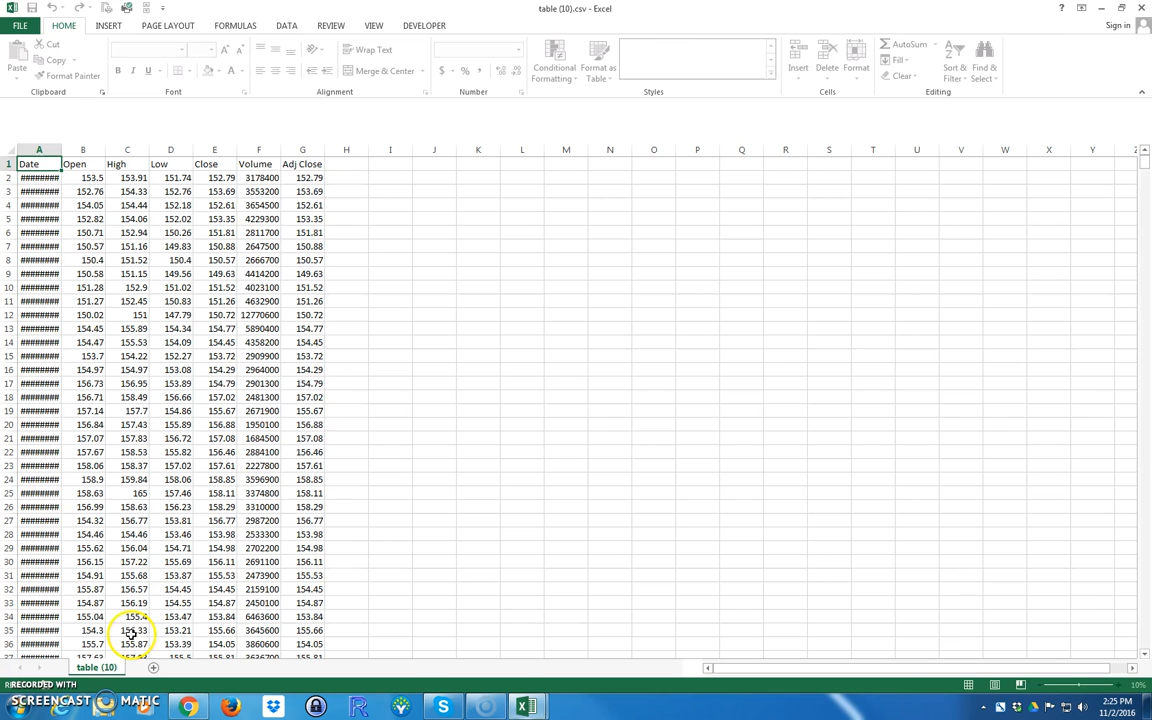 table (10).csv - Excel
FILE HOME INSERT PAGE LAYOUT FORMULAS DATA REVIEW VIEW DEVELOPER Sign in
Cut
Copy
Format Painter
Paste
Clipboard
Font
Wrap Text
Merge & Center
Alignment
$ % ,
Number
Conditional Formatting
Format as Table
Styles
Insert Delete Format
Cells
AutoSum
Fill
Clear
Sort & Filter
Find & Select
Editing
A B C D E F G H I J K L M N O P Q R S T U V W X Y Z
1 Date Open High Low Close Volume Adj Close
2 ######## 153.5 153.91 151.74 152.79 3178400 152.79
3 ######## 152.76 154.33 152.76 153.69 3553200 153.69
4 ######## 154.05 154.44 152.18 152.61 3654500 152.61
5 ######## 152.82 154.06 152.02 153.35 4229300 153.35
6 ######## 150.71 152.94 150.26 151.81 2811700 151.81
7 ######## 150.57 151.16 149.83 150.88 2647500 150.88
8 ######## 150.4 151.52 150.4 150.57 2666700 150.57
9 ######## 150.58 151.15 149.56 149.63 4414200 149.63
10 ######## 151.28 152.9 151.02 151.52 4023100 151.52
11 ######## 151.27 152.45 150.83 151.26 4632900 151.26
12 ######## 150.02 151 147.79 150.72 12770600 150.72
13 ######## 154.45 155.89 154.34 154.77 5890400 154.77
14 ######## 154.47 155.53 154.09 154.45 4358200 154.45
15 ######## 153.7 154.22 152.27 153.72 2909900 153.72
16 ######## 154.97 154.97 153.08 154.29 2964000 154.29
17 ######## 156.73 156.95 153.89 154.79 2901300 154.79
18 ######## 156.71 158.49 156.66 157.02 2481300 157.02
19 ######## 157.14 157.7 154.86 155.67 2671900 155.67
20 ######## 156.84 157.43 155.89 156.88 1950100 156.88
21 ######## 157.07 157.83 156.72 157.08 1684500 157.08
22 ######## 157.67 158.53 155.82 156.46 2884100 156.46
23 ######## 158.06 158.37 157.02 157.61 2227800 157.61
24 ######## 158.9 159.84 158.06 158.85 3596900 158.85
25 ######## 158.63 165 157.46 158.11 3374800 158.11
26 ######## 156.99 158.63 156.23 158.29 3310000 158.29
27 ######## 154.32 156.77 153.81 156.77 2987200 156.77
28 ######## 154.46 154.46 153.46 153.98 2533300 153.98
29 ######## 155.62 156.04 154.71 154.98 2702200 154.98
30 ######## 156.15 157.22 155.69 156.11 2691100 156.11
31 ######## 154.91 155.68 153.87 155.53 2473900 155.53
32 ######## 155.87 156.57 154.45 154.45 2159100 154.45
33 ######## 154.87 156.19 154.55 154.87 2450100 154.87
34 ######## 155.04 155.4 153.47 153.84 6463600 153.84
35 ######## 154.3 153.21 155.66 3645600 155.66
36 ######## 155.7 155.87 153.39 154.05 3860600 154.05
table (10)
10%
RECORDED WITH
SCREENCAST MATIC
2:25 PM
11/2/2016